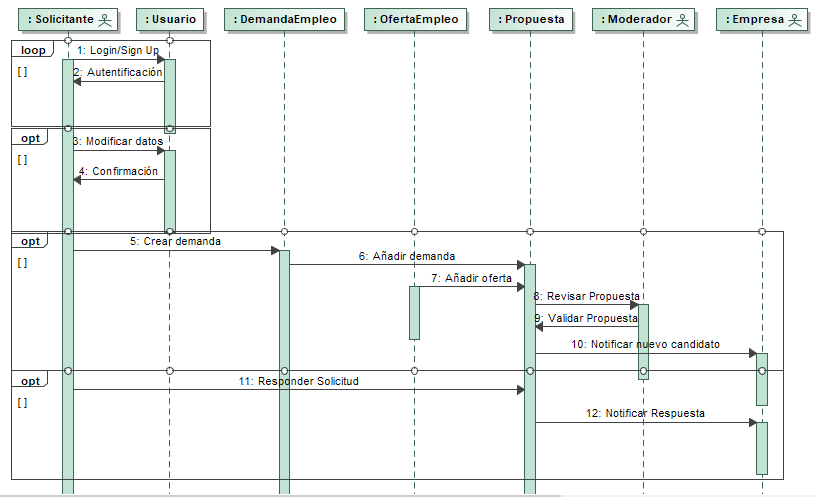 : Solicitante
: Usuario
: DemandaEmpleo
: OfertaEmpleo
: Propuesta
: Moderador
: Empresa
loop
1: Login/Sign Up
[ ]
2: Autentificación
opt
3: Modificar datos
[ ]
4: Confirmación
opt
5: Crear demanda
[ ]
6: Añadir demanda
7: Añadir oferta
8: Revisar Propuesta
9: Validar Propuesta
10: Notificar nuevo candidato
opt
11: Responder Solicitud
[ ]
12: Notificar Respuesta